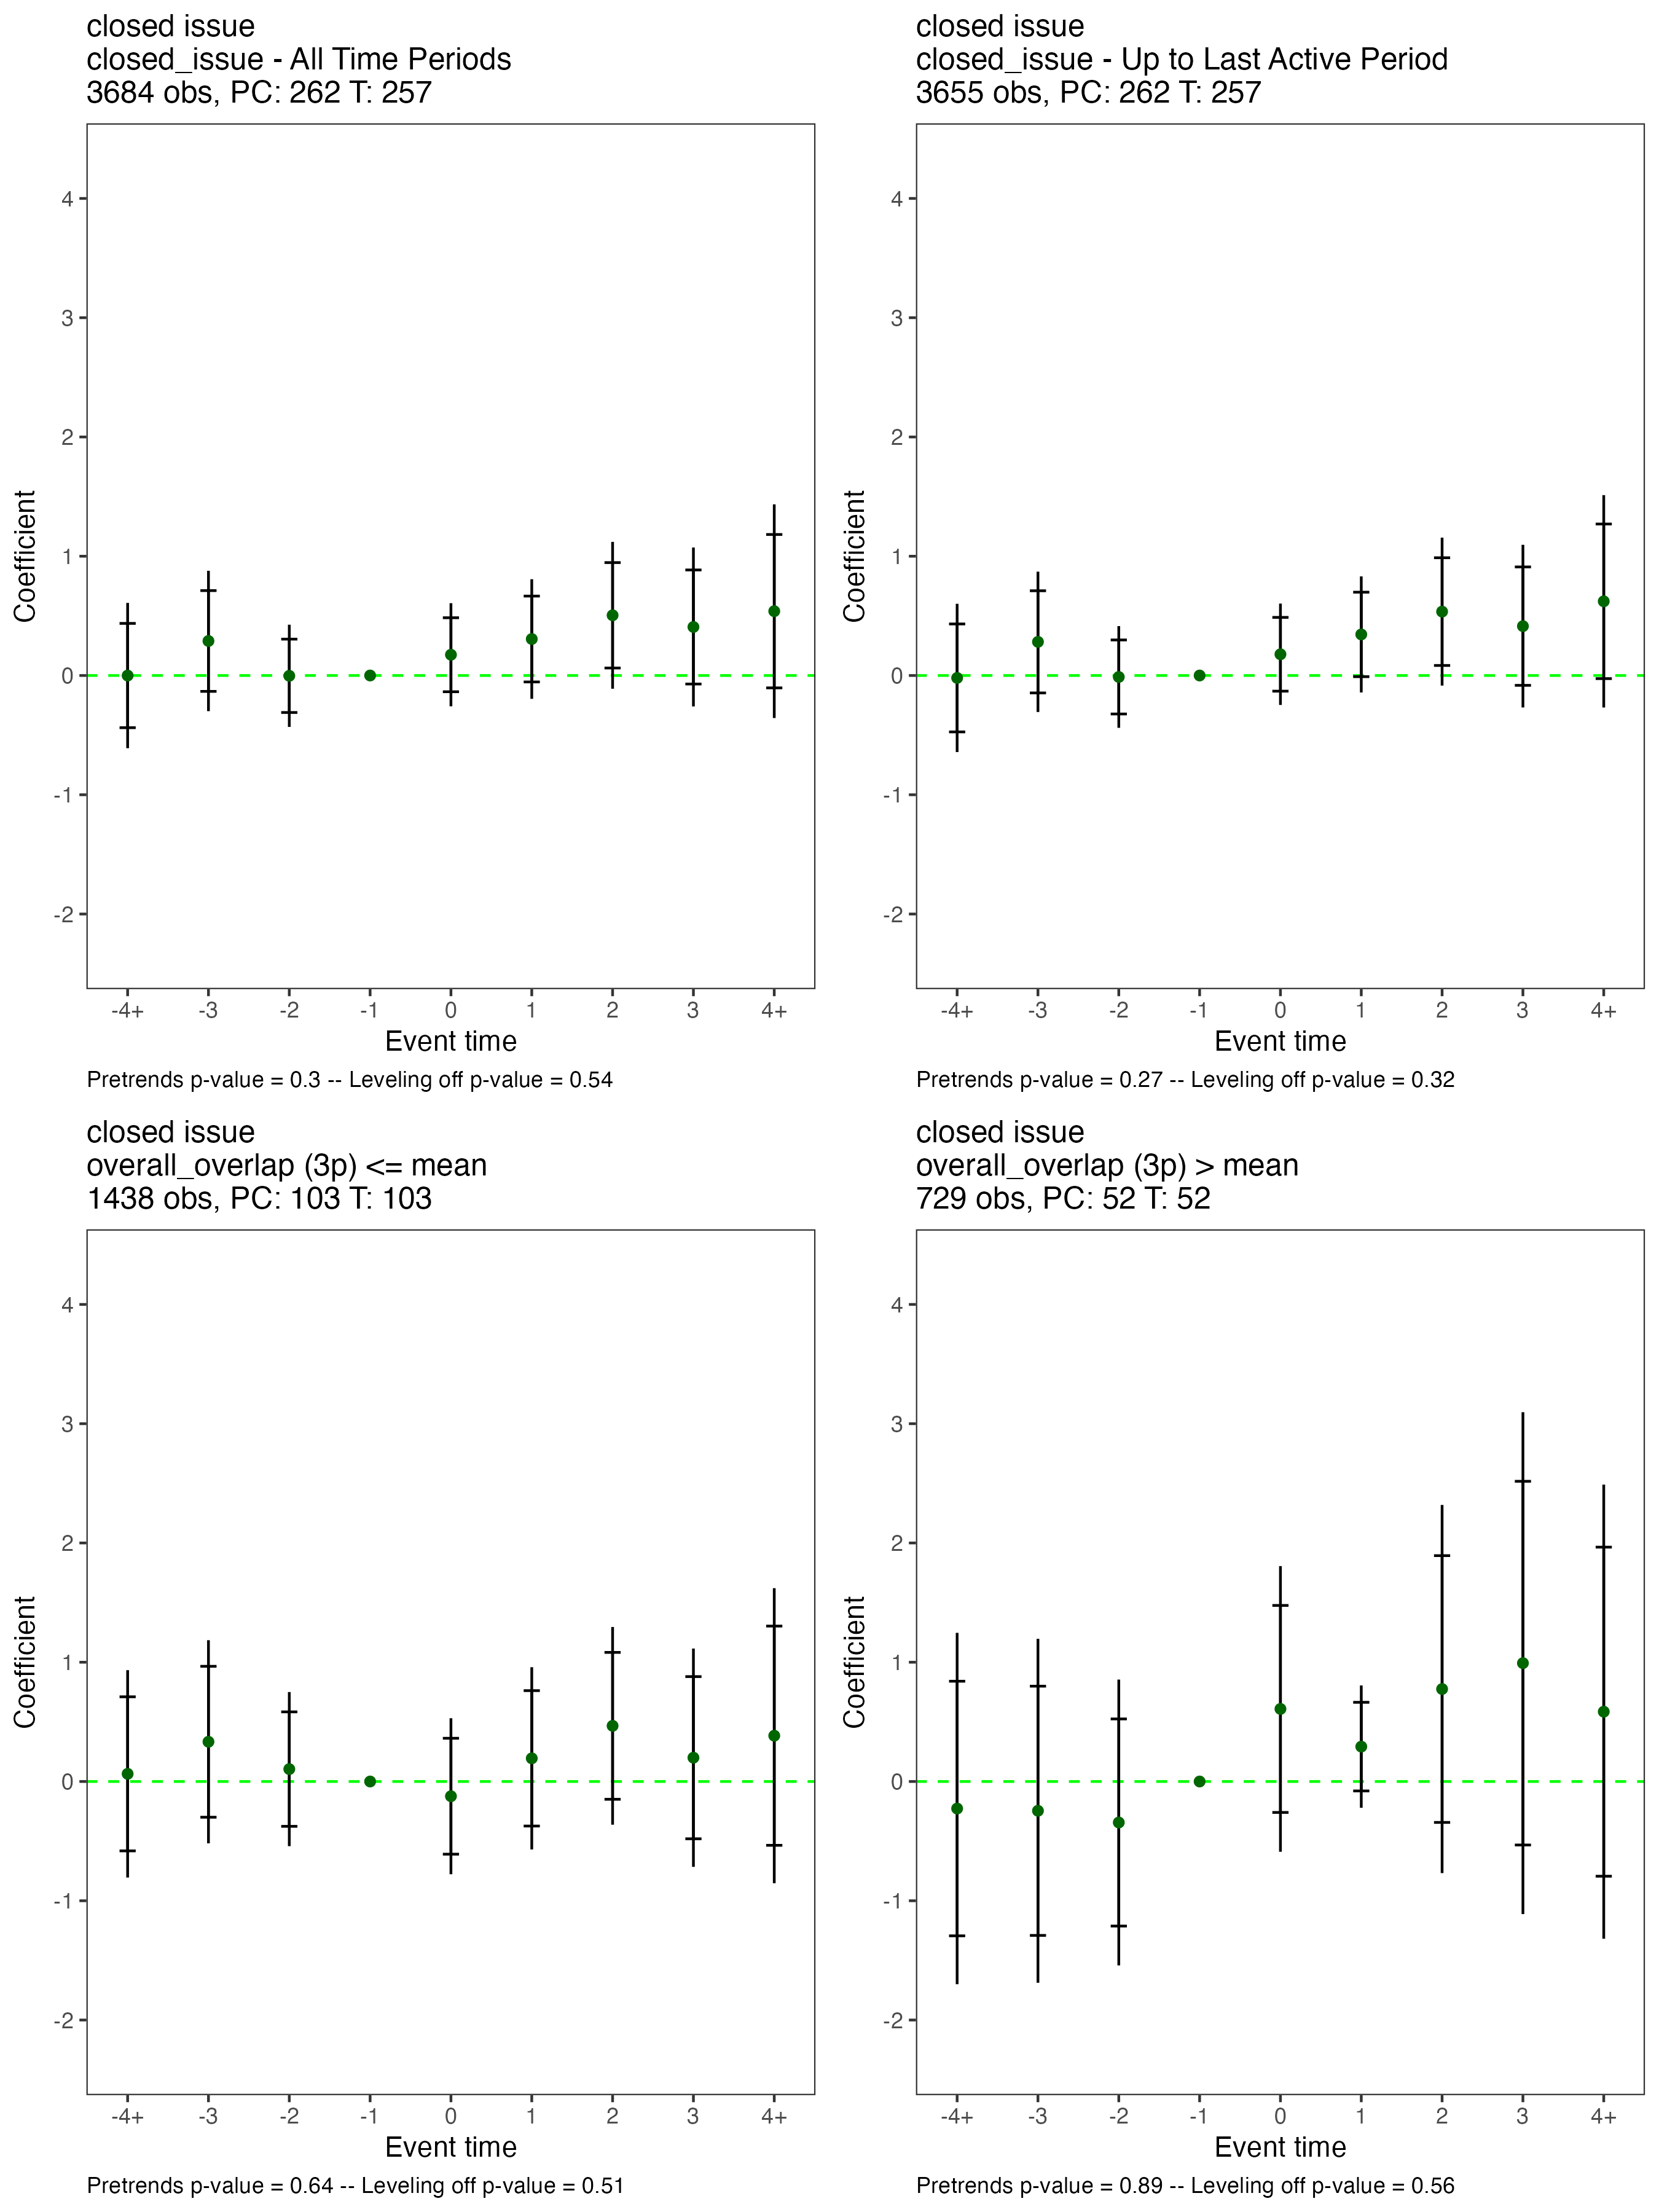 closed issue
closed_issue - All Time Periods
3684 obs, PC: 262 T: 257
Coefficient
4
3
2
1
0
-1
-2
-4+ -3 -2 -1 0 1 2 3 4+
Event time
Pretrends p-value = 0.3 -- Leveling off p-value = 0.54
closed issue
closed_issue - Up to Last Active Period
3655 obs, PC: 262 T: 257
Coefficient
4
3
2
1
0
-1
-2
-4+ -3 -2 -1 0 1 2 3 4+
Event time
Pretrends p-value = 0.27 -- Leveling off p-value = 0.32
closed issue
overall_overlap (3p) <= mean
1438 obs, PC: 103 T: 103
Coefficient
4
3
2
1
0
-1
-2
-4+ -3 -2 -1 0 1 2 3 4+
Event time
Pretrends p-value = 0.64 -- Leveling off p-value = 0.51
closed issue
overall_overlap (3p) > mean
729 obs, PC: 52 T: 52
Coefficient
4
3
2
1
0
-1
-2
-4+ -3 -2 -1 0 1 2 3 4+
Event time
Pretrends p-value = 0.89 -- Leveling off p-value = 0.56